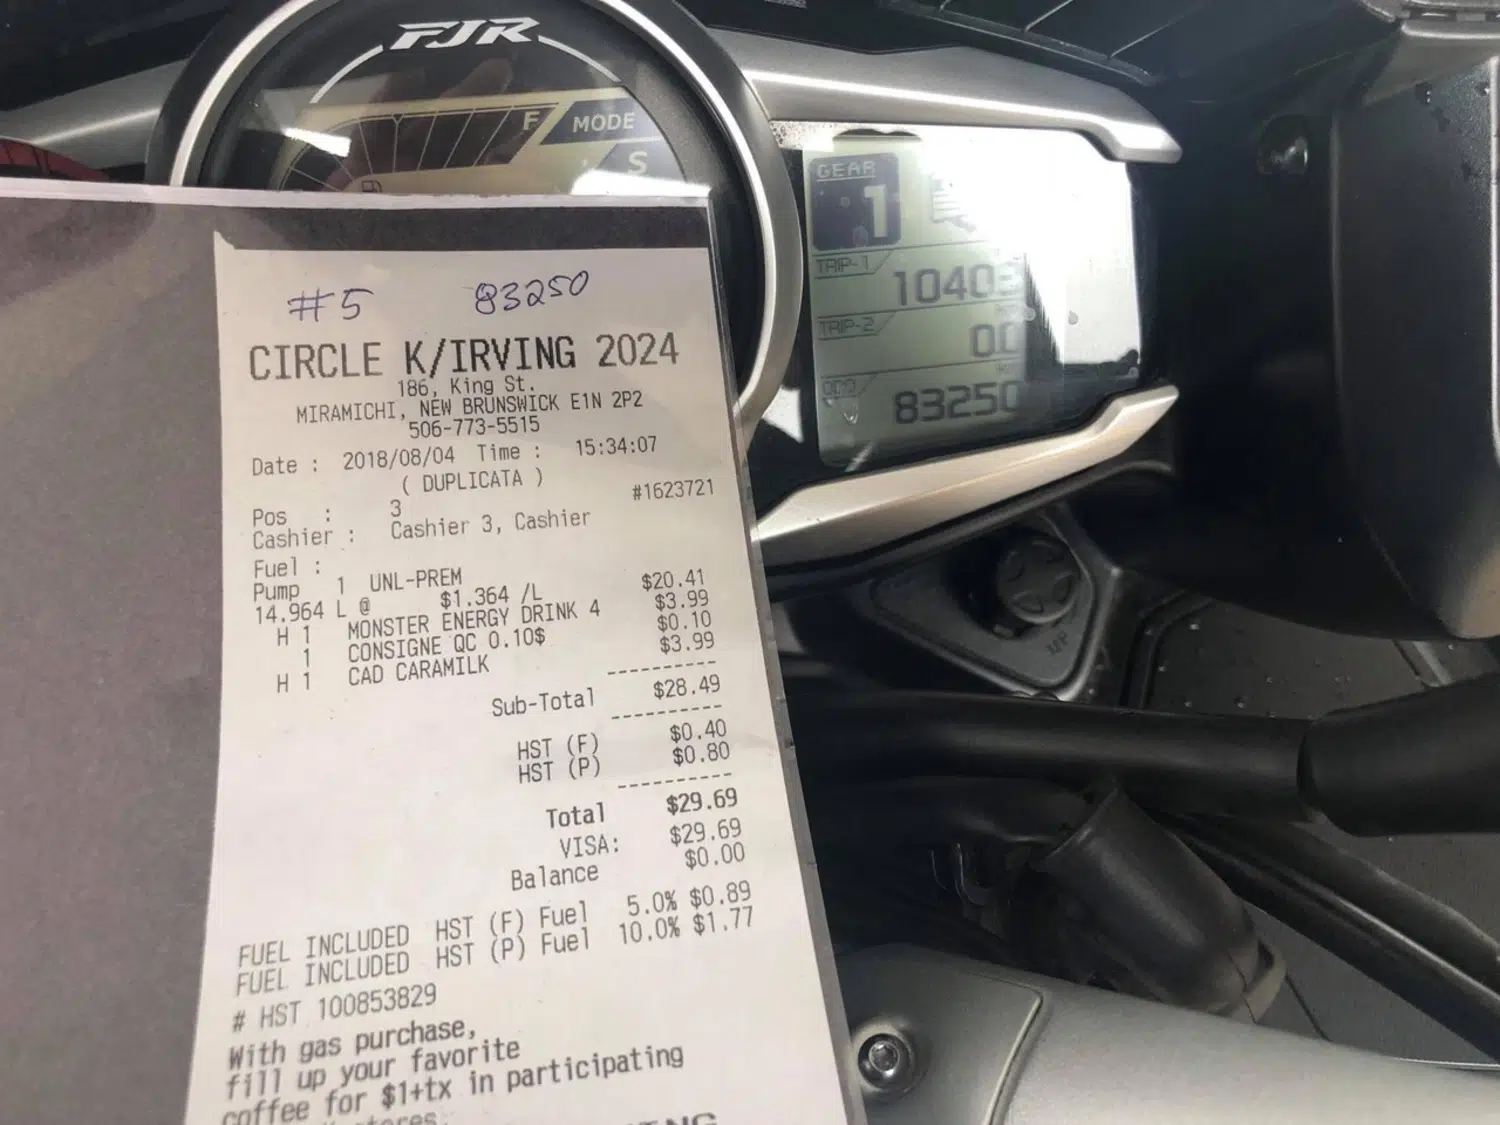 FJR
F MODE
S
GEAR
1
TRIP-1
10403
TRIP-2
00
ODO
83250
#5 83250
CIRCLE K/IRVING 2024
186, King St.
MIRAMICHI, NEW BRUNSWICK E1N 2P2
506-773-5515
Date : 2018/08/04 Time : 15:34:07
( DUPLICATA )
Pos : 3 #1623721
Cashier : Cashier 3, Cashier
Fuel :
Pump 1 UNL-PREM $20.41
14.964 L @ $1.364 /L
H 1 MONSTER ENERGY DRINK 4 $3.99
1 CONSIGNE QC 0.10$ $0.10
H 1 CAD CARAMILK $3.99
Sub-Total $28.49
HST (F) $0.40
HST (P) $0.80
Total $29.69
VISA: $29.69
Balance $0.00
FUEL INCLUDED HST (F) Fuel 5.0% $0.89
FUEL INCLUDED HST (P) Fuel 10.0% $1.77
# HST 100853829
With gas purchase,
fill up your favorite
coffee for $1+tx in participating